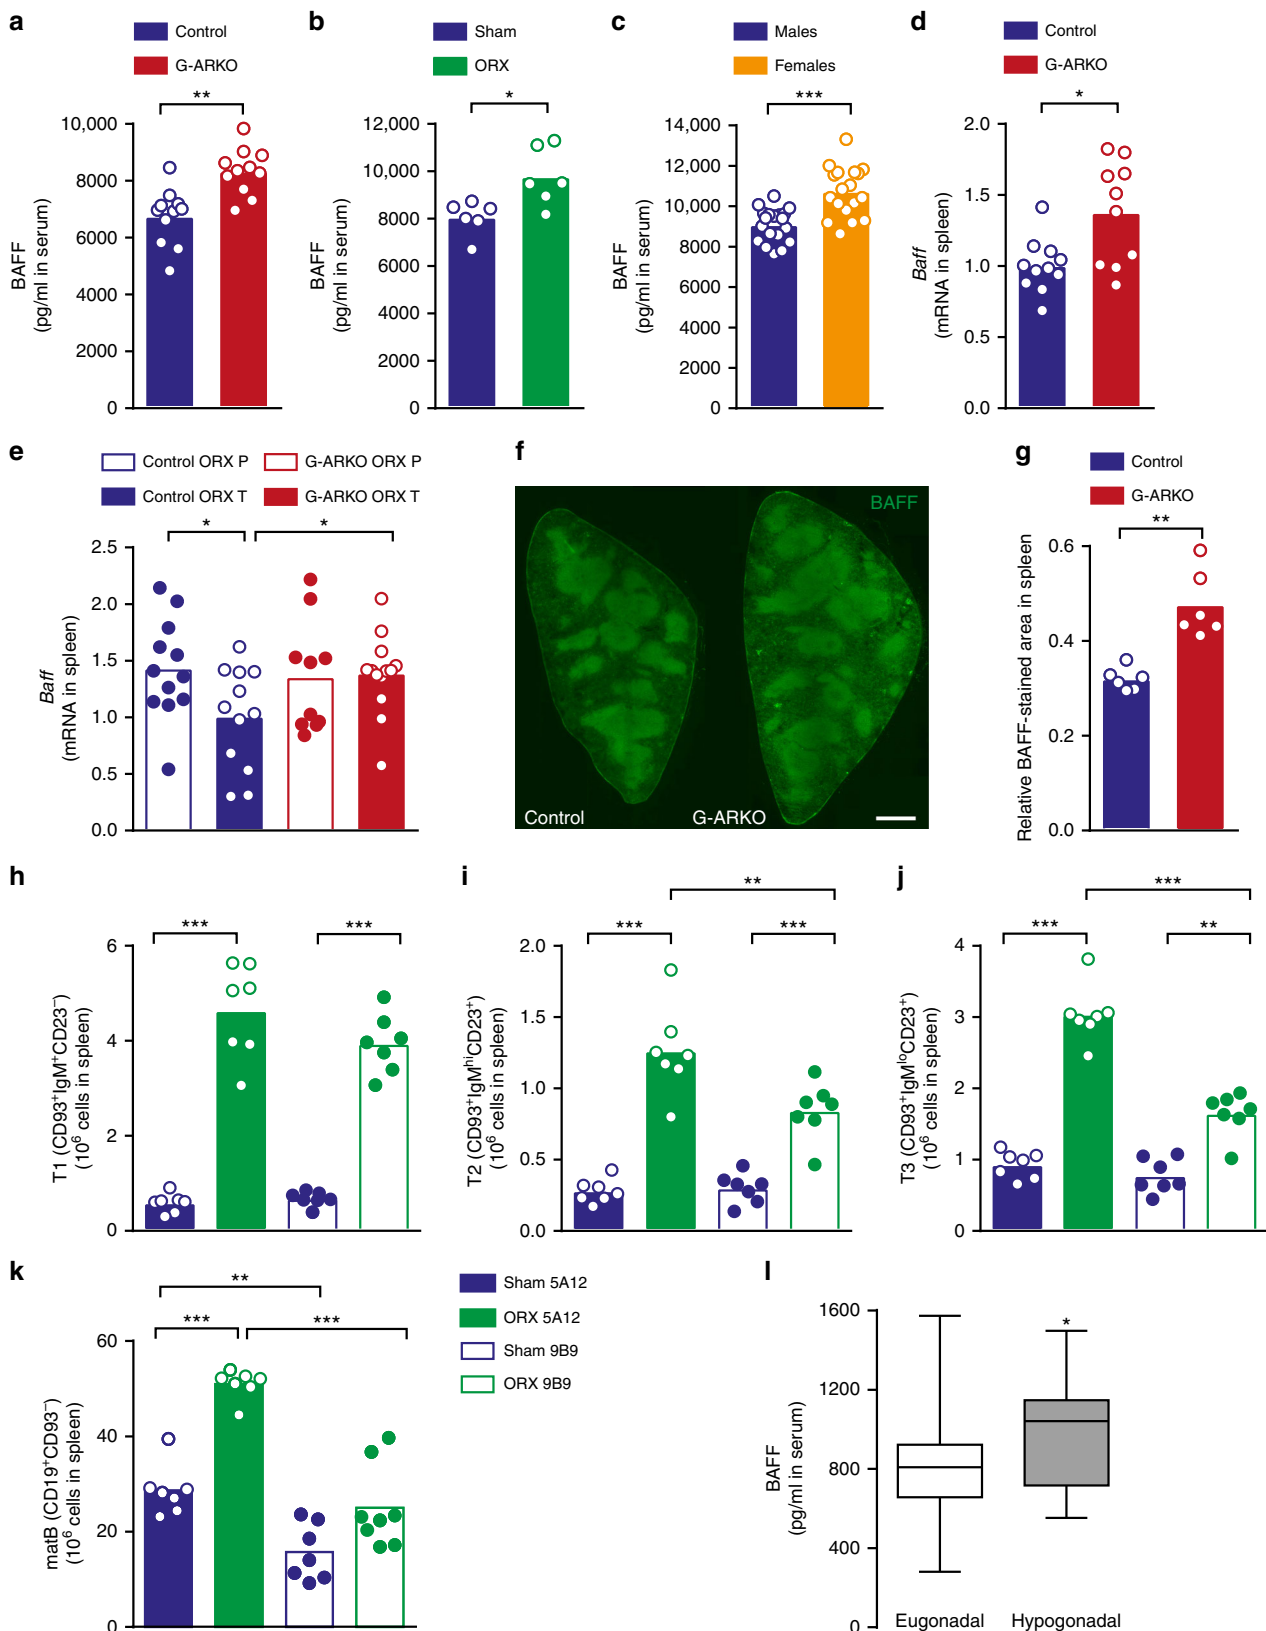 a
Control
G-ARKO
**
10,000
8000
6000
4000
2000
0
BAFF
(pg/ml in serum)
b
Sham
ORX
*
12,000
10,000
8000
6000
4000
2000
0
BAFF
(pg/ml in serum)
c
Males
Females
***
14,000
12,000
10,000
8000
6000
4000
2000
0
BAFF
(pg/ml in serum)
d
Control
G-ARKO
*
2.0
1.5
1.0
0.5
0.0
Baff
(mRNA in spleen)
e
Control ORX P
G-ARKO ORX P
Control ORX T
G-ARKO ORX T
*
*
2.5
2.0
1.5
1.0
0.5
0.0
Baff
(mRNA in spleen)
f
BAFF
Control
G-ARKO
g
Control
G-ARKO
**
0.6
0.4
0.2
0.0
Relative BAFF-stained area in spleen
h
***
***
6
4
2
0
T1 (CD93⁺IgM⁺CD23⁻)
(10⁶ cells in spleen)
i
**
***
***
2.0
1.5
1.0
0.5
0.0
T2 (CD93⁺IgMʰⁱCD23⁺)
(10⁶ cells in spleen)
j
***
***
**
4
3
2
1
0
T3 (CD93⁺IgMˡᵒCD23⁺)
(10⁶ cells in spleen)
k
**
***
***
60
40
20
0
matB (CD19⁺CD93⁻)
(10⁶ cells in spleen)
Sham 5A12
ORX 5A12
Sham 9B9
ORX 9B9
l
*
1600
1200
800
400
0
BAFF
(pg/ml in serum)
Eugonadal
Hypogonadal